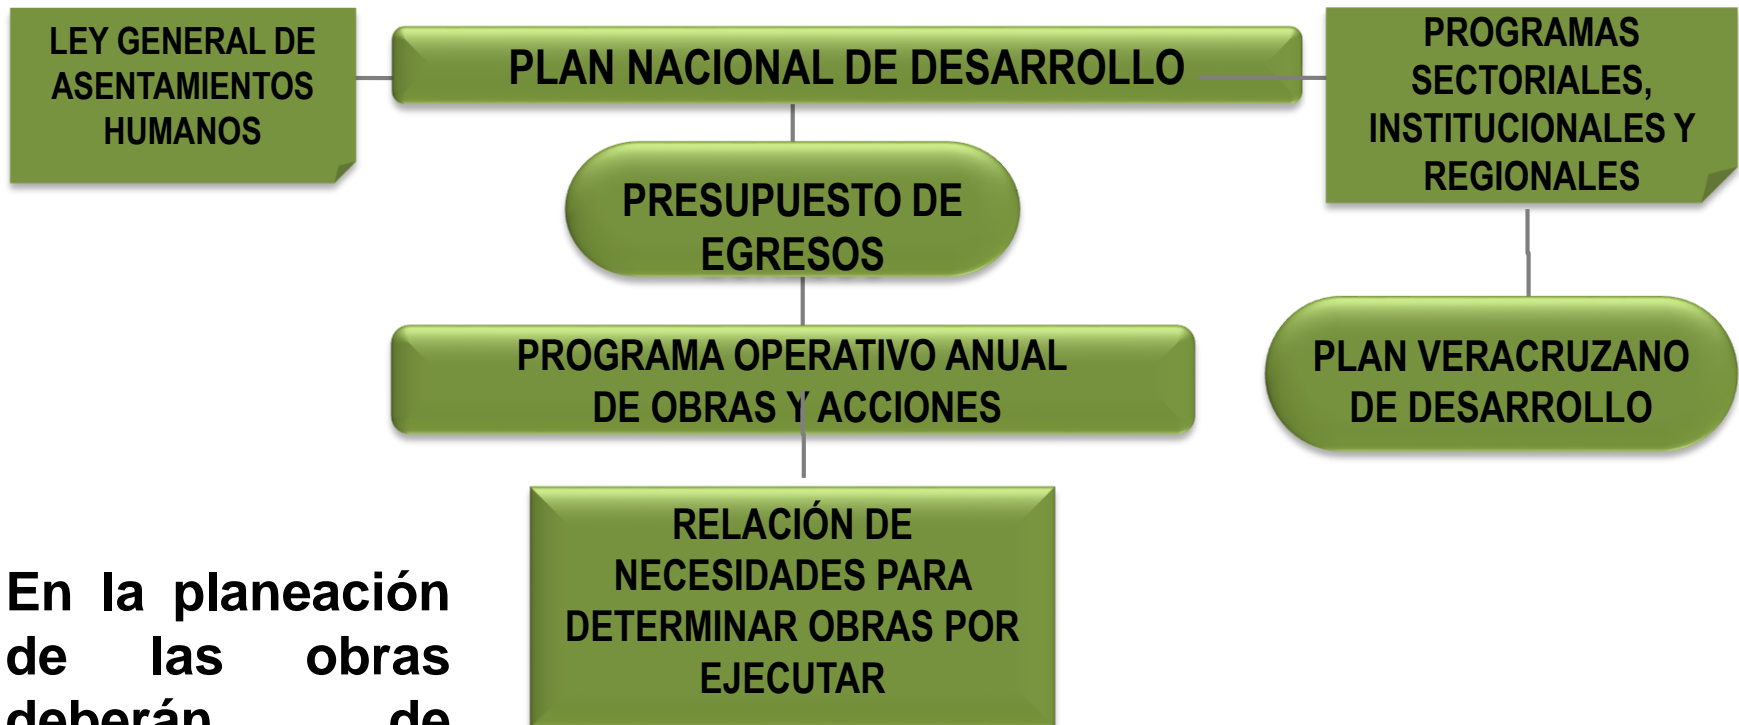 LEY GENERAL DE
ASENTAMIENTOS
HUMANOS
PLAN NACIONAL DE DESARROLLO
PROGRAMAS
SECTORIALES,
INSTITUCIONALES Y
REGIONALES
PRESUPUESTO DE
EGRESOS
PROGRAMA OPERATIVO ANUAL
DE OBRAS Y ACCIONES
PLAN VERACRUZANO
DE DESARROLLO
RELACIÓN DE
NECESIDADES PARA
DETERMINAR OBRAS POR
EJECUTAR
En la planeación
de las obras
deberán de